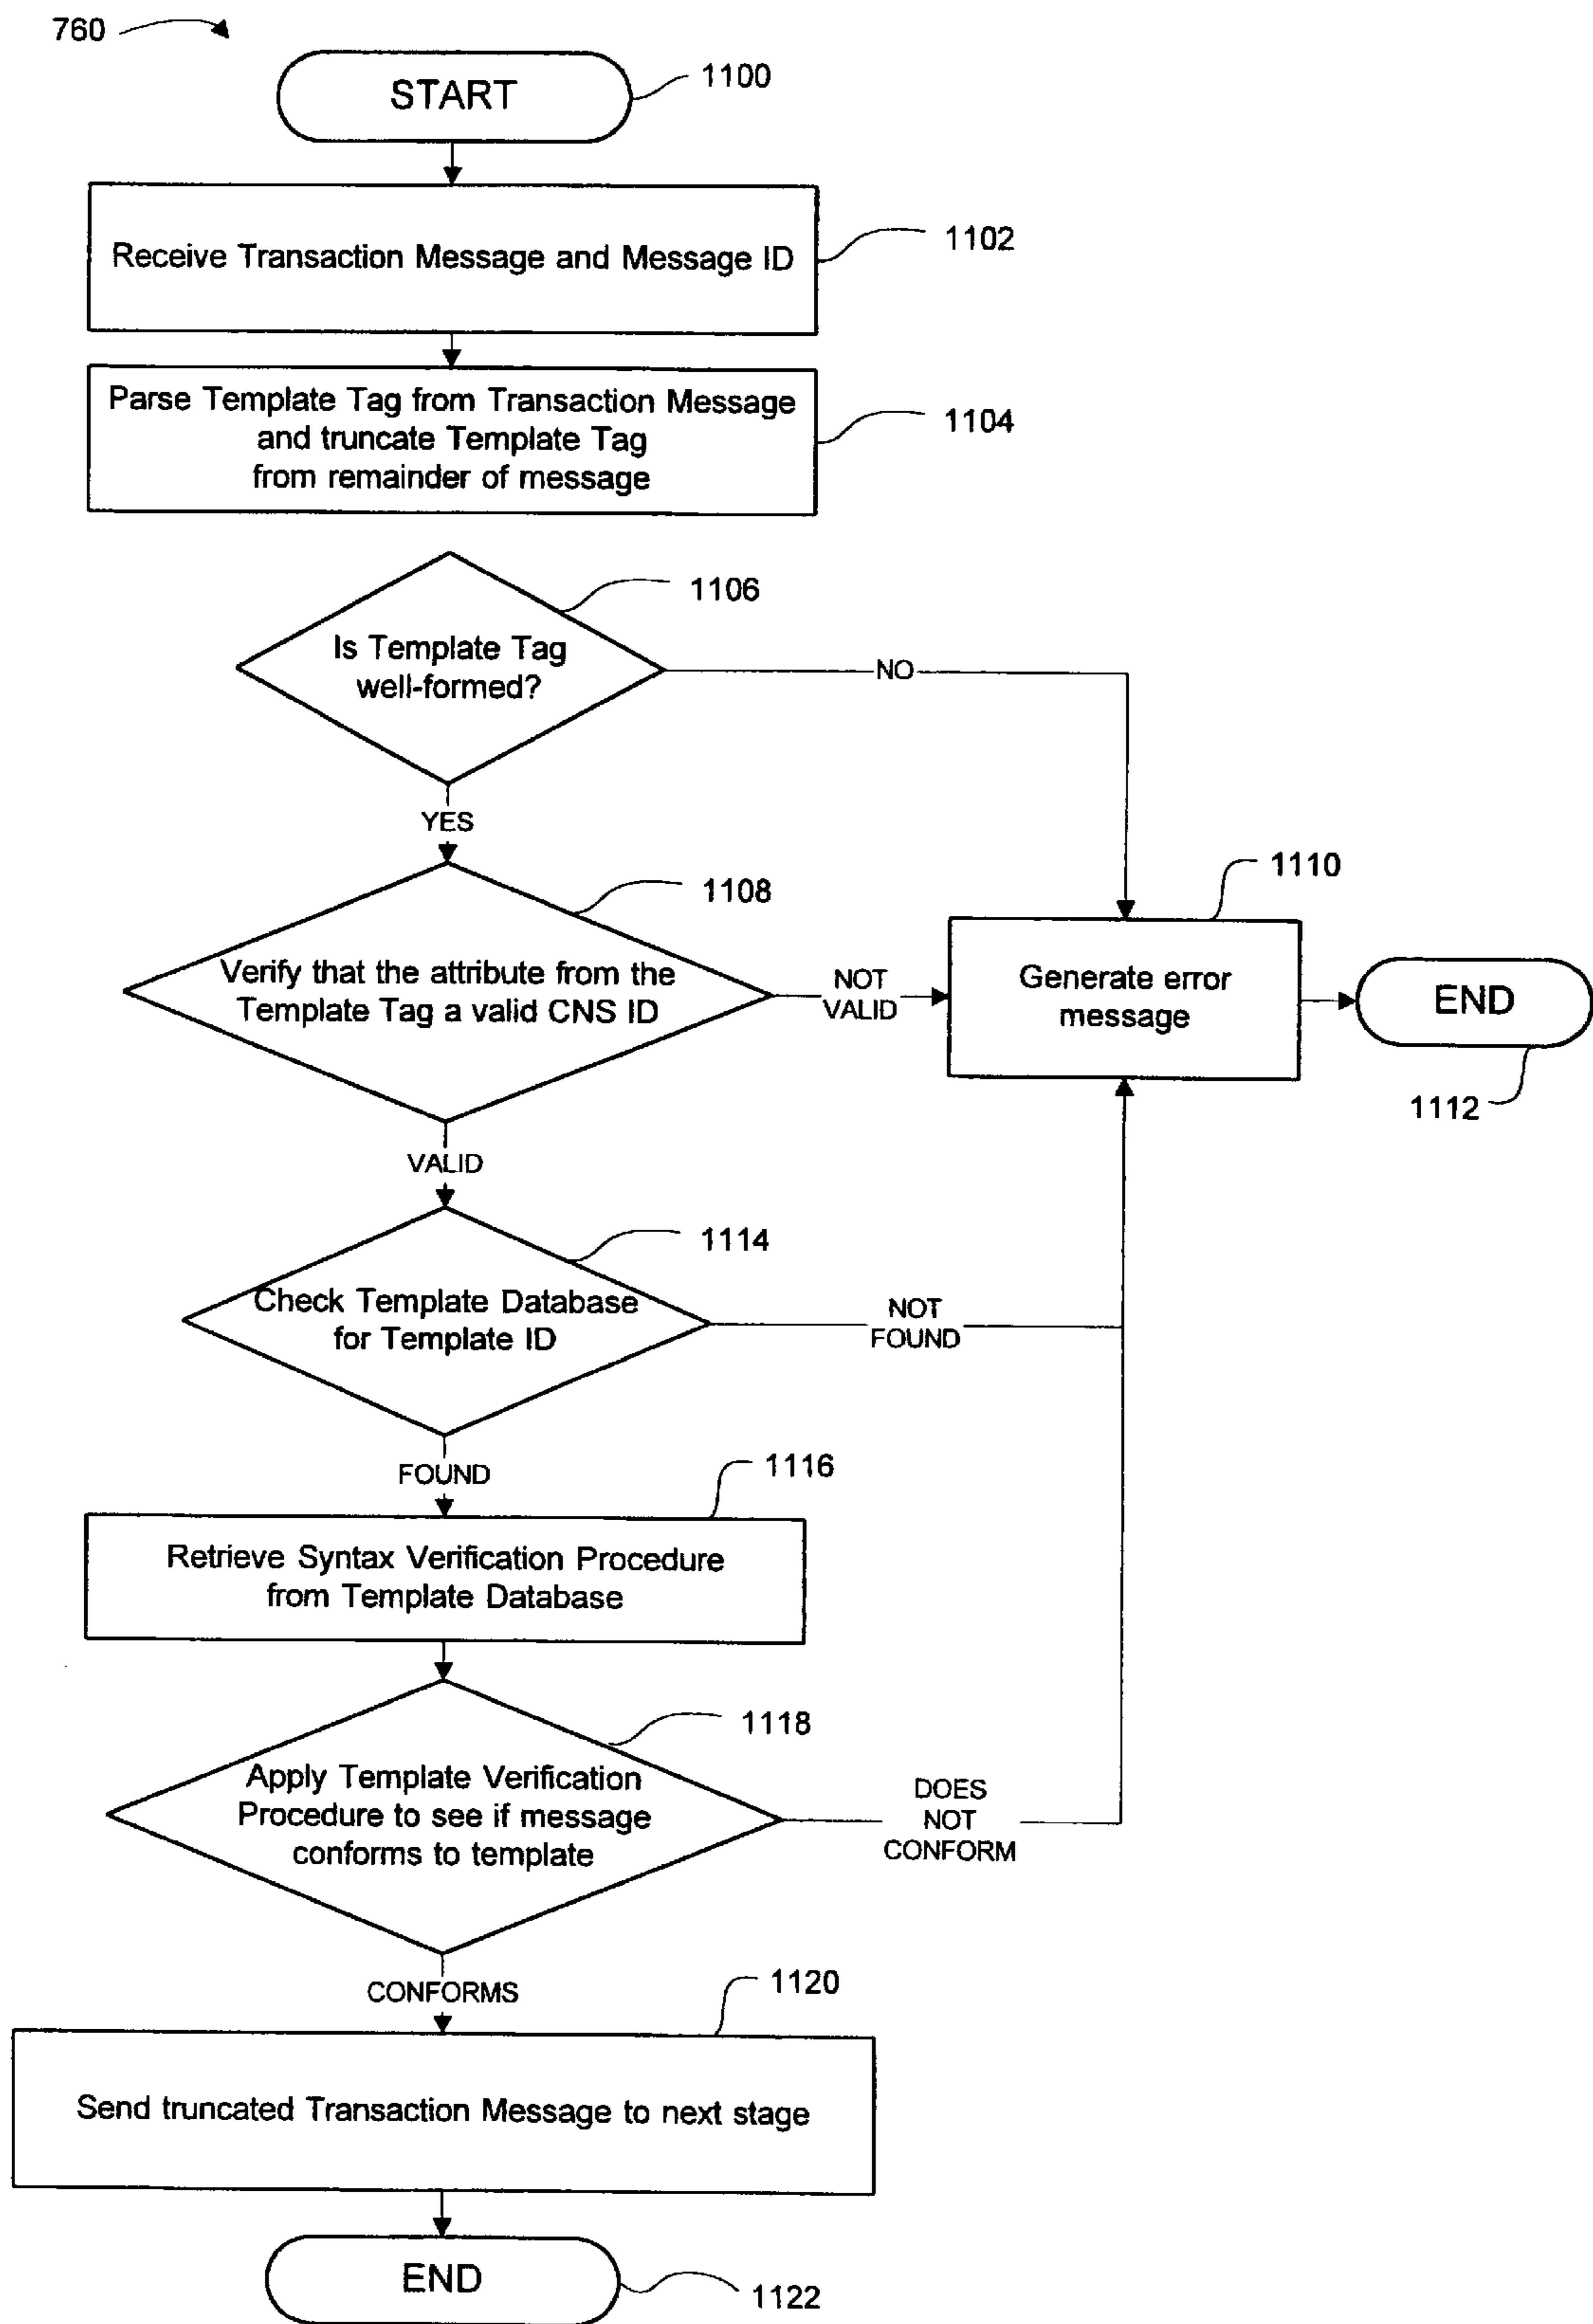 760
START
1100
Receive Transaction Message and Message ID
1102
Parse Template Tag from Transaction Message
and truncate Template Tag
from remainder of message
1104
1106
Is Template Tag
well-formed?
NO
YES
1108
Verify that the attribute from the
Template Tag a valid CNS ID
NOT
VALID
1110
Generate error
message
END
1112
VALID
1114
Check Template Database
for Template ID
NOT
FOUND
FOUND
1116
Retrieve Syntax Verification Procedure
from Template Database
1118
Apply Template Verification
Procedure to see if message
conforms to template
DOES
NOT
CONFORM
CONFORMS
1120
Send truncated Transaction Message to next stage
END
1122